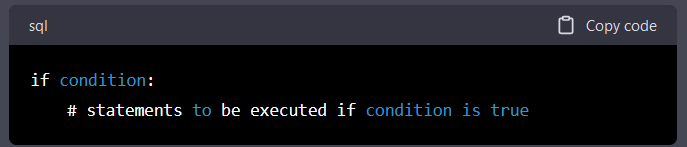 sql
Copy code
if condition:
    # statements to be executed if condition is true